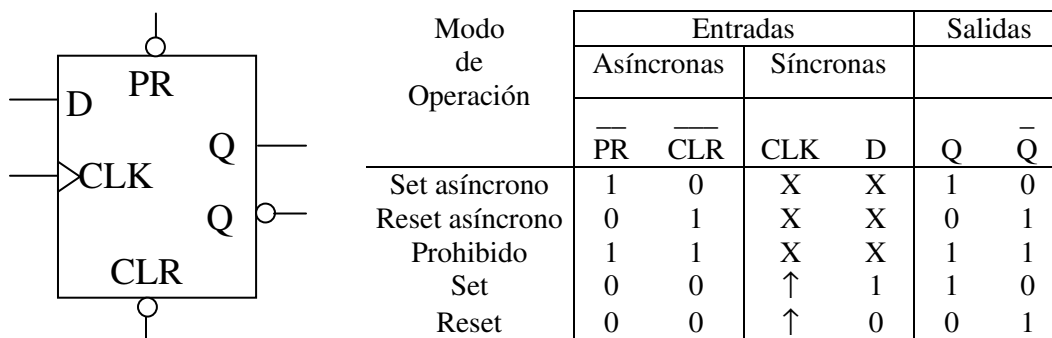 PR
D
Q
CLK
Q
CLR
Modo de Operación Entradas Salidas
Asíncronas Síncronas
P̅R̅ C̅L̅R̅ CLK D Q Q̅
Set asíncrono 1 0 X X 1 0
Reset asíncrono 0 1 X X 0 1
Prohibido 1 1 X X 1 1
Set 0 0 ↑ 1 1 0
Reset 0 0 ↑ 0 0 1